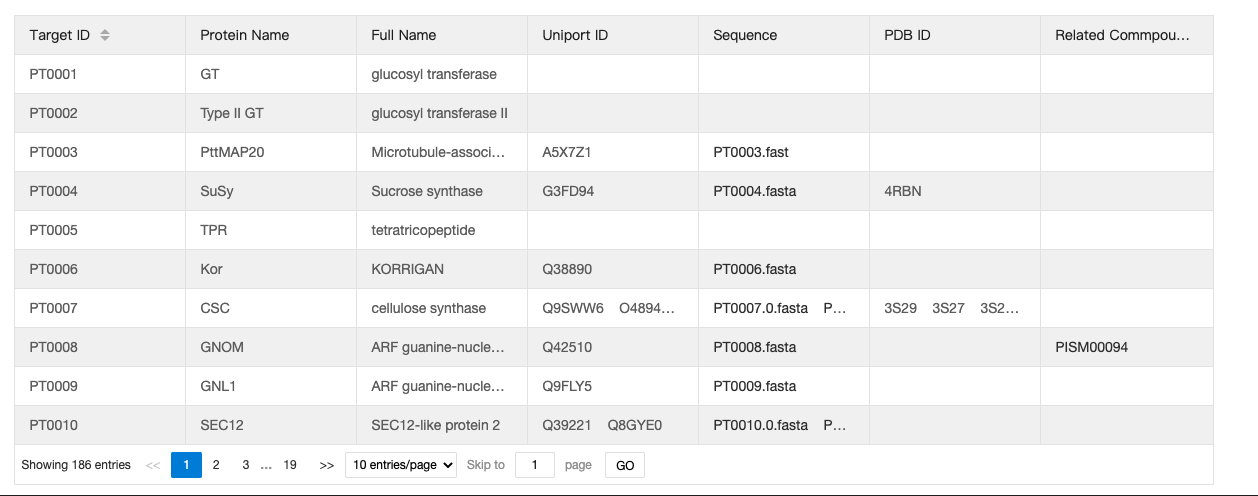 Target ID Protein Name Full Name Uniport ID Sequence PDB ID Related Commpou...
PT0001 GT glucosyl transferase
PT0002 Type II GT glucosyl transferase II
PT0003 PttMAP20 Microtubule-associ... A5X7Z1 PT0003.fast
PT0004 SuSy Sucrose synthase G3FD94 PT0004.fasta 4RBN
PT0005 TPR tetratricopeptide
PT0006 Kor KORRIGAN Q38890 PT0006.fasta
PT0007 CSC cellulose synthase Q9SWW6 O4894... PT0007.0.fasta P... 3S29 3S27 3S2...
PT0008 GNOM ARF guanine-nucle... Q42510 PT0008.fasta PISM00094
PT0009 GNL1 ARF guanine-nucle... Q9FLY5 PT0009.fasta
PT0010 SEC12 SEC12-like protein 2 Q39221 Q8GYE0 PT0010.0.fasta P...
Showing 186 entries << 1 2 3 ... 19 >> 10 entries/page Skip to 1 page GO